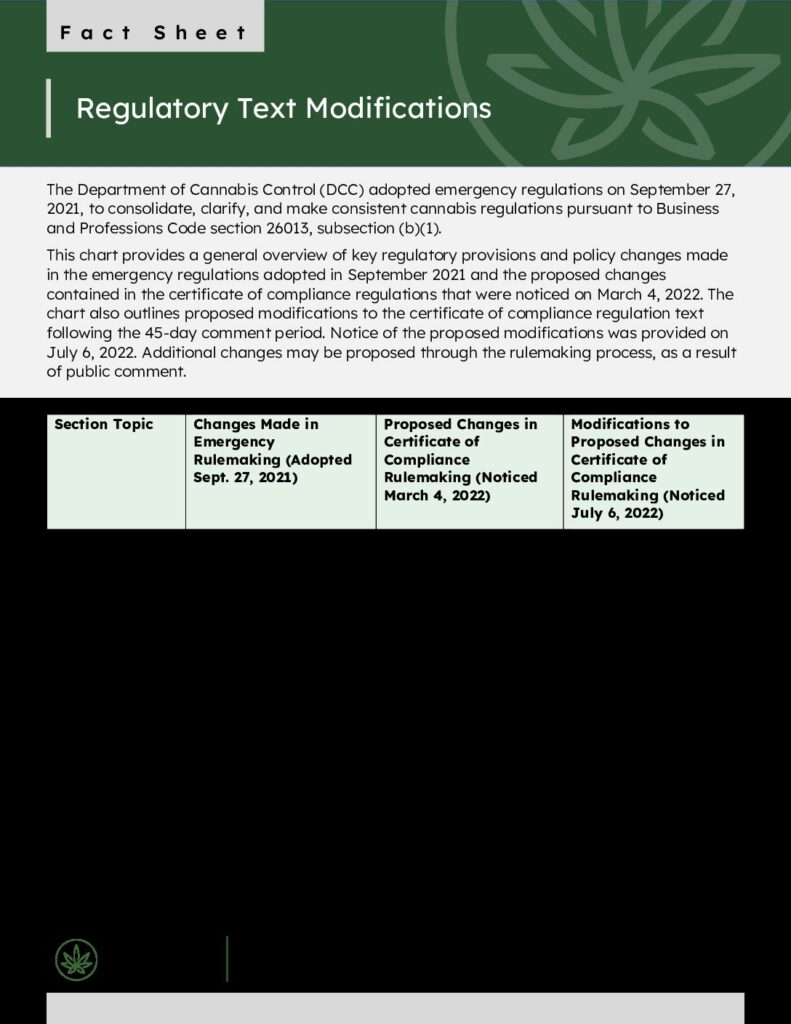 Fact Sheet
Regulatory Text Modifications
The Department of Cannabis Control (DCC) adopted emergency regulations on September 27,
2021, to consolidate, clarify, and make consistent cannabis regulations pursuant to Business
and Professions Code section 26013, subsection (b)(1).
This chart provides a general overview of key regulatory provisions and policy changes made
in the emergency regulations adopted in September 2021 and the proposed changes
contained in the certificate of compliance regulations that were noticed on March 4, 2022. The
chart also outlines proposed modifications to the certificate of compliance regulation text
following the 45-day comment period. Notice of the proposed modifications was provided on
July 6, 2022. Additional changes may be proposed through the rulemaking process, as a result
of public comment.
Section Topic
Changes Made in
Emergency
Rulemaking (Adopted
Sept. 27, 2021)
Proposed Changes in
Certificate of
Compliance
Rulemaking (Noticed
March 4, 2022)
Modifications to
Proposed Changes in
Certificate of
Compliance
Rulemaking (Noticed
July 6, 2022)